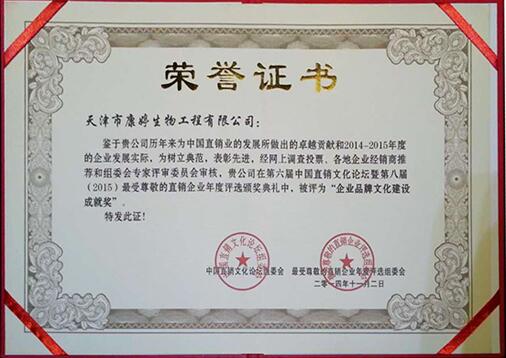 荣誉证书
天津市康婷生物工程有限公司：
鉴于贵公司历年来为中国直销业的发展所做出的卓越贡献和2014-2015年度
的企业发展实际，为树立典范，表彰先进，经网上调查投票、各地企业经销商推
荐和组委会专家评审委员会审核，贵公司在第六届中国直销文化论坛暨第八届
（2015）最受尊敬的直销企业年度评选颁奖典礼中，被评为“企业品牌文化建设
成就奖”。
特发此证！
中国直销文化论坛组委会 最受尊敬的直销企业年度评选组委会
二〇一四年十一月二日